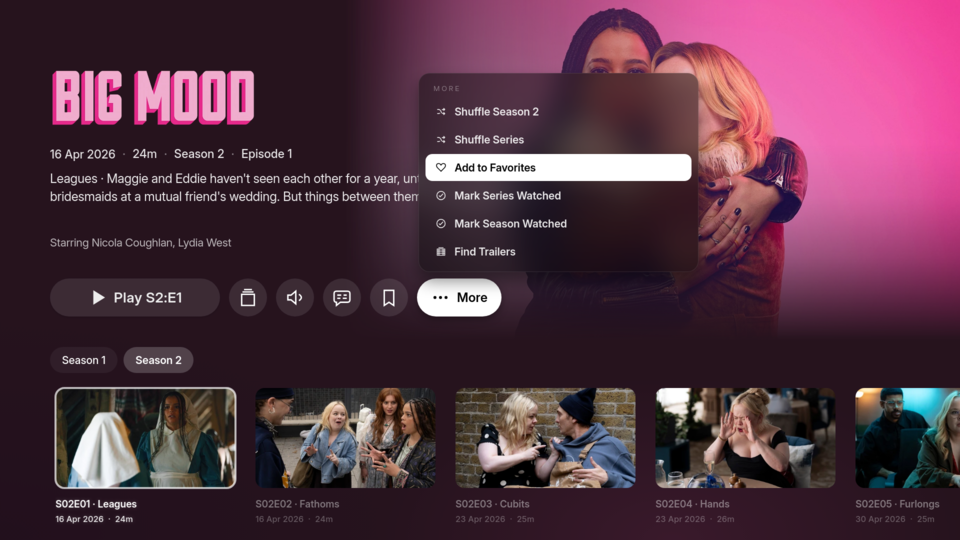 BIG MOOD
16 Apr 2026 · 24m · Season 2 · Episode 1
Leagues · Maggie and Eddie haven't seen each other for a year, unt
bridesmaids at a mutual friend's wedding. But things between them
Starring Nicola Coughlan, Lydia West
MORE
Shuffle Season 2
Shuffle Series
Add to Favorites
Mark Series Watched
Mark Season Watched
Find Trailers
Play S2:E1
More
Season 1
Season 2
S02E01 · Leagues
16 Apr 2026 · 24m
S02E02 · Fathoms
16 Apr 2026 · 24m
S02E03 · Cubits
23 Apr 2026 · 25m
S02E04 · Hands
23 Apr 2026 · 26m
S02E05 · Furlongs
30 Apr 2026 · 25m